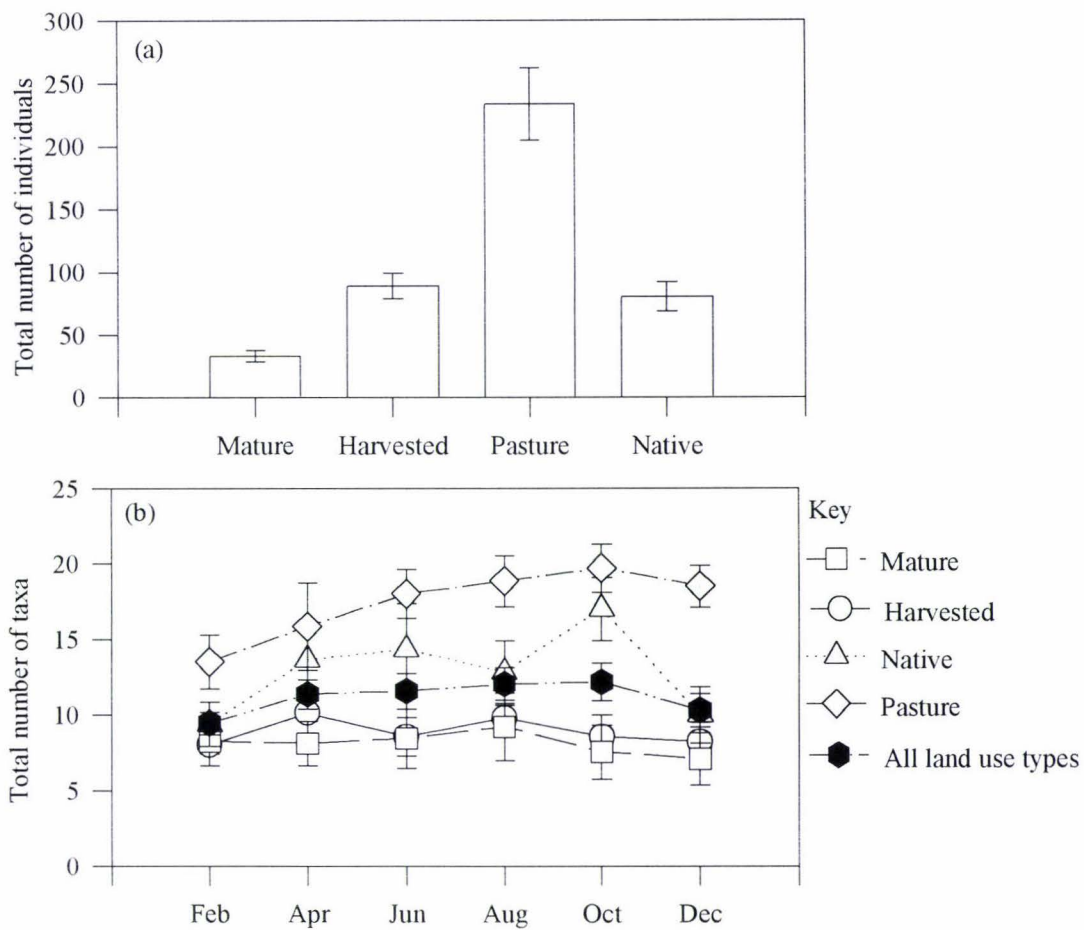 (a)
Total number of individuals
300
250
200
150
100
50
0
Mature Harvested Pasture Native
(b)
Total number of taxa
25
20
15
10
5
0
Feb Apr Jun Aug Oct Dec
Key
Mature
Harvested
Native
Pasture
All land use types